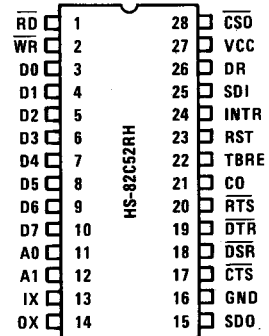 RD 1 28 CSO
WR 2 27 VCC
D0 3 26 DR
D1 4 25 SDI
D2 5 24 INTR
D3 6 23 RST
D4 7 22 TBRE
D5 8 21 CO
D6 9 20 RTS
D7 10 19 DTR
A0 11 18 DSR
A1 12 17 CTS
IX 13 16 GND
OX 14 15 SDO
HS-82C52RH